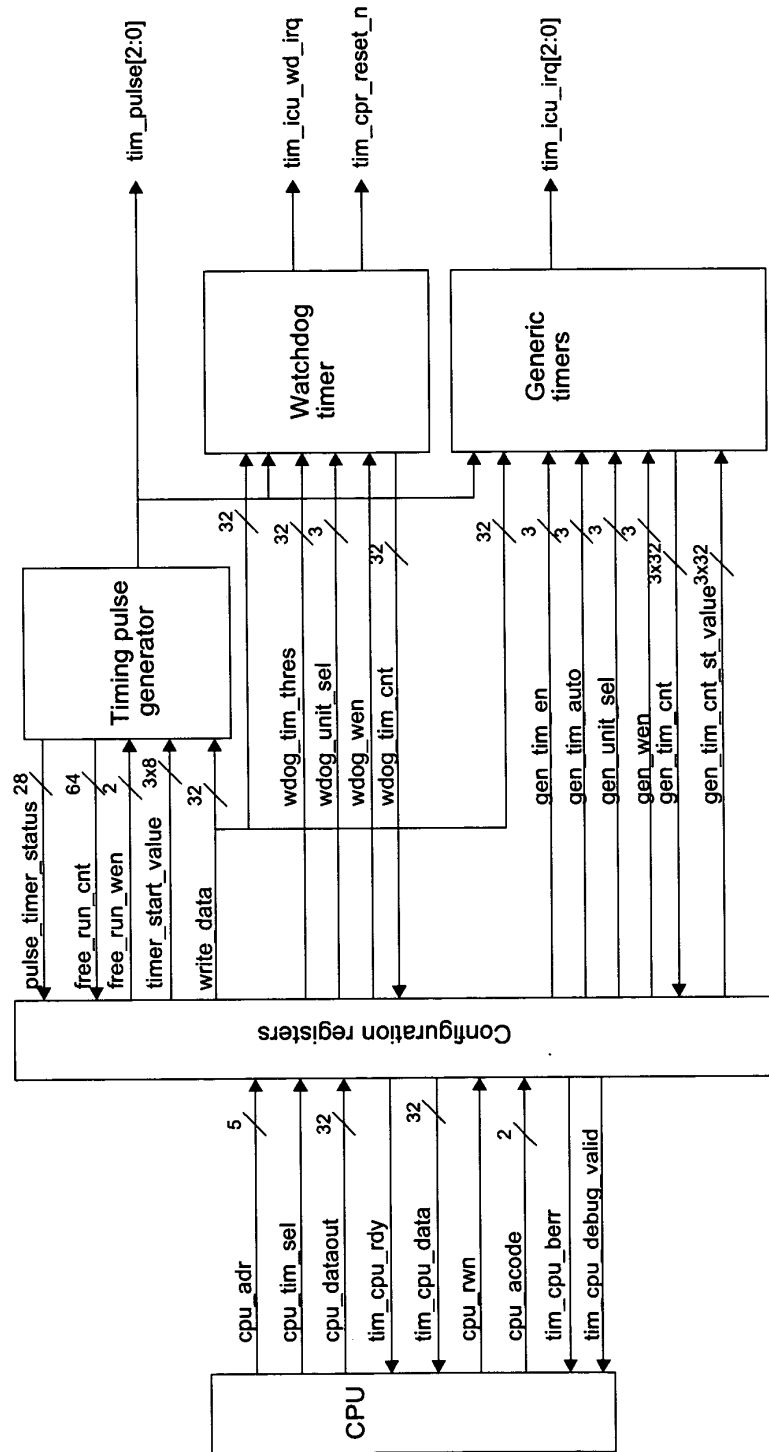 CPU
cpu_adr
5
cpu_tim_sel
cpu_dataout
32
tim_cpu_rdy
tim_cpu_data
32
cpu_rwn
cpu_acode
2
tim_cpu_berr
tim_cpu_debug_valid
Configuration registers
pulse_timer_status
28
free_run_cnt
64
free_run_wen
2
timer_start_value
3x8
write_data
32
Timing pulse
generator
tim_pulse[2:0]
32
wdog_tim_thres
32
wdog_unit_sel
3
wdog_wen
wdog_tim_cnt
32
Watchdog
timer
tim_icu_wd_irq
tim_cpr_reset_n
32
gen_tim_en
3
gen_tim_auto
3
gen_unit_sel
3
gen_wen
3
gen_tim_cnt
3x32
gen_tim_cnt_st_value
3x32
Generic
timers
tim_icu_irq[2:0]